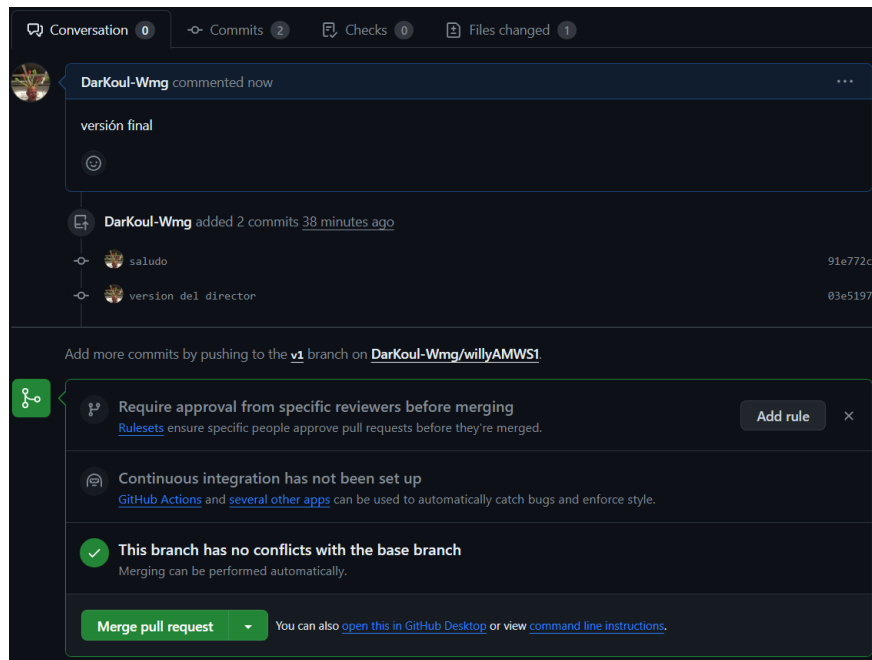 Conversation 0 Commits 2 Checks 0 Files changed 1
DarKoul-Wmg commented now
versión final
DarKoul-Wmg added 2 commits 38 minutes ago
saludo 91e772c
version del director 03e5197
Add more commits by pushing to the v1 branch on DarKoul-Wmg/willyAMWS1.
Require approval from specific reviewers before merging
Rulesets ensure specific people approve pull requests before they're merged.
Add rule
Continuous integration has not been set up
GitHub Actions and several other apps can be used to automatically catch bugs and enforce style.
This branch has no conflicts with the base branch
Merging can be performed automatically.
Merge pull request You can also open this in GitHub Desktop or view command line instructions.